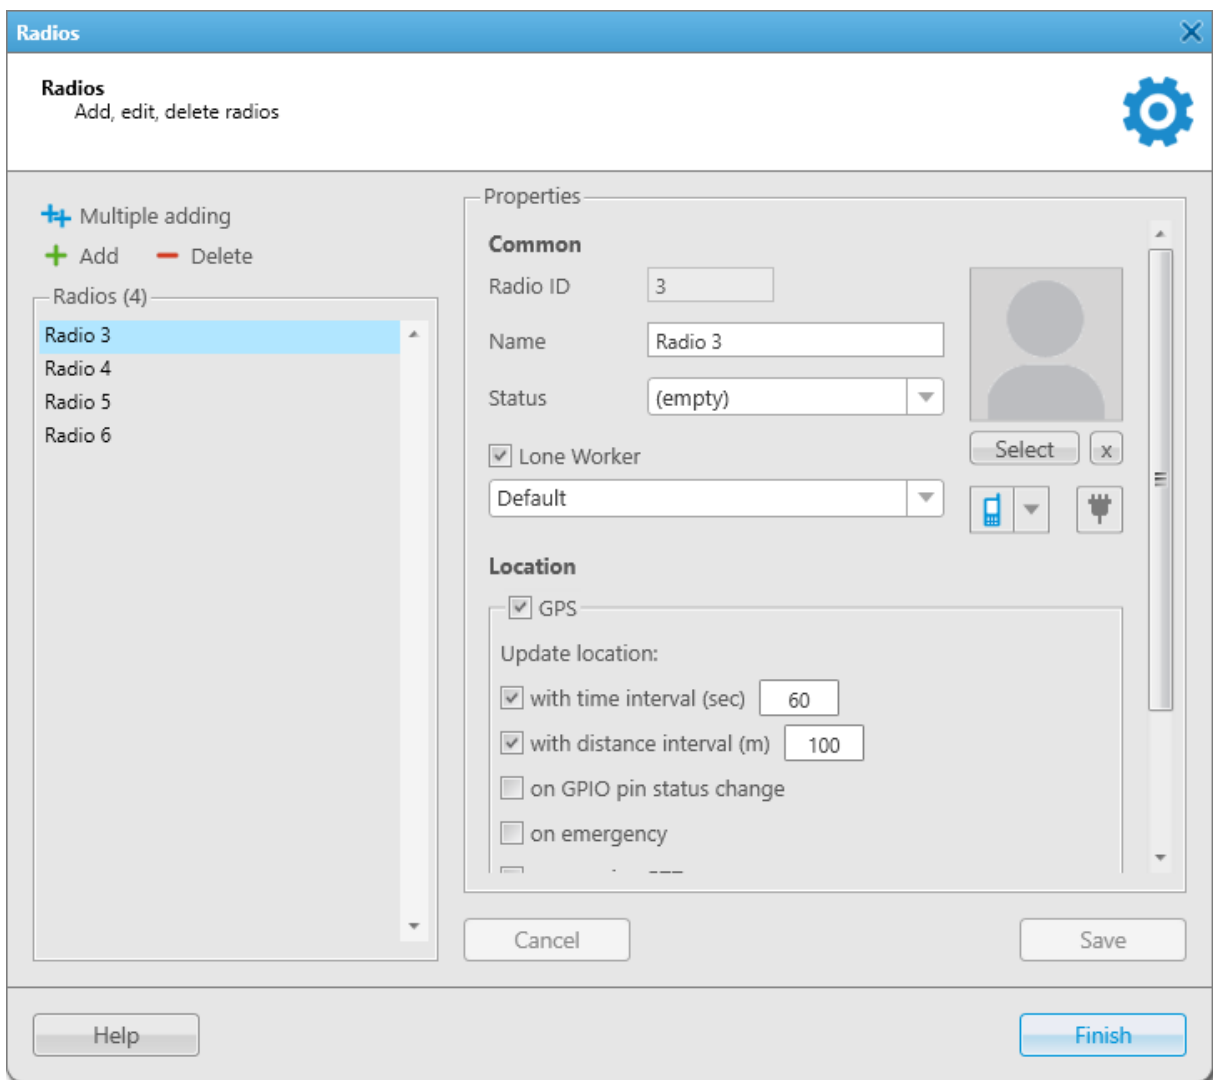 Radios
Radios
Add, edit, delete radios
Multiple adding
Add Delete
Radios (4)
Radio 3
Radio 4
Radio 5
Radio 6
Properties
Common
Radio ID 3
Name Radio 3
Status (empty)
Lone Worker
Default
Select x
Location
GPS
Update location:
with time interval (sec) 60
with distance interval (m) 100
on GPIO pin status change
on emergency
Cancel Save
Help Finish